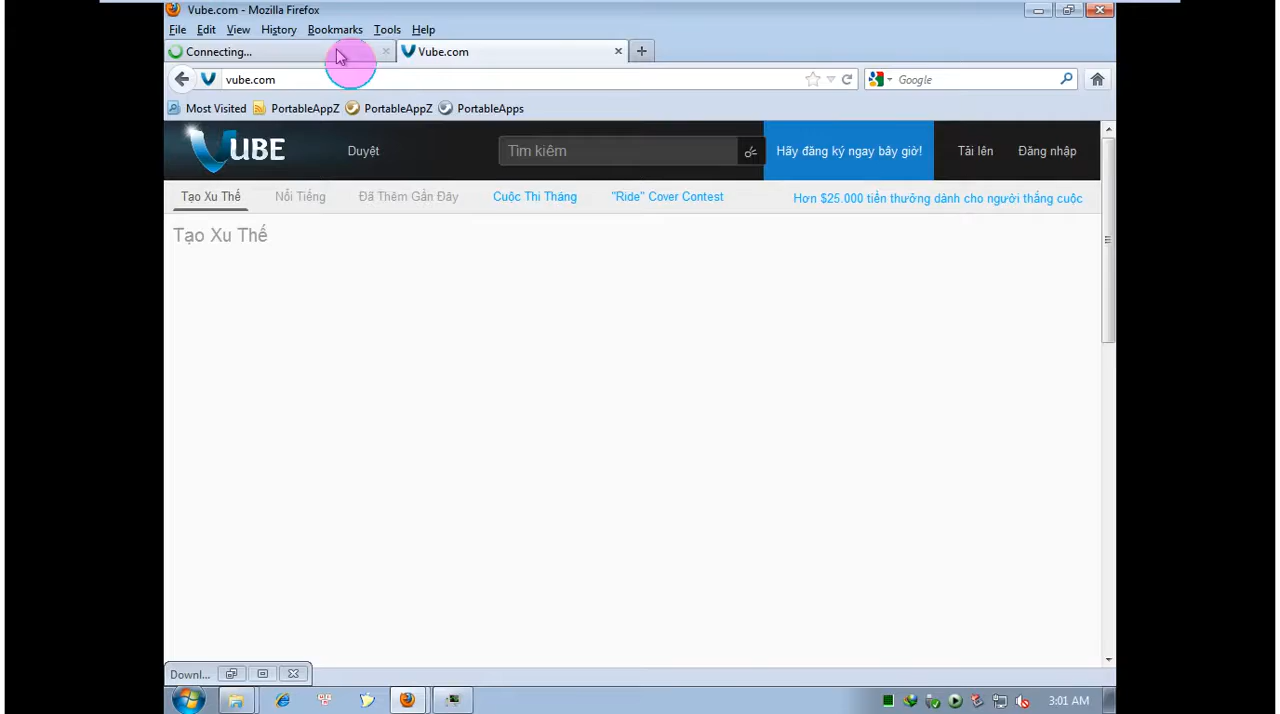 Vube.com - Mozilla Firefox
File Edit View History Bookmarks Tools Help
Connecting... Vube.com
vube.com Google
Most Visited PortableAppZ PortableAppZ PortableApps
VUBE Duyệt Tìm kiếm Hãy đăng ký ngay bây giờ! Tải lên Đăng nhập
Tạo Xu Thế Nổi Tiếng Đã Thêm Gần Đây Cuộc Thi Tháng "Ride" Cover Contest Hơn $25.000 tiền thưởng dành cho người thắng cuộc
Tạo Xu Thế
Downl...
3:01 AM